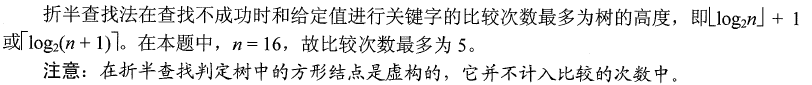 折半查找法在查找不成功时和给定值进行关键字的比较次数最多为树的高度，即⌊log₂n⌋ + 1
或⌈log₂(n + 1)⌉。在本题中，n = 16，故比较次数最多为 5。
注意：在折半查找判定树中的方形结点是虚构的，它并不计入比较的次数中。